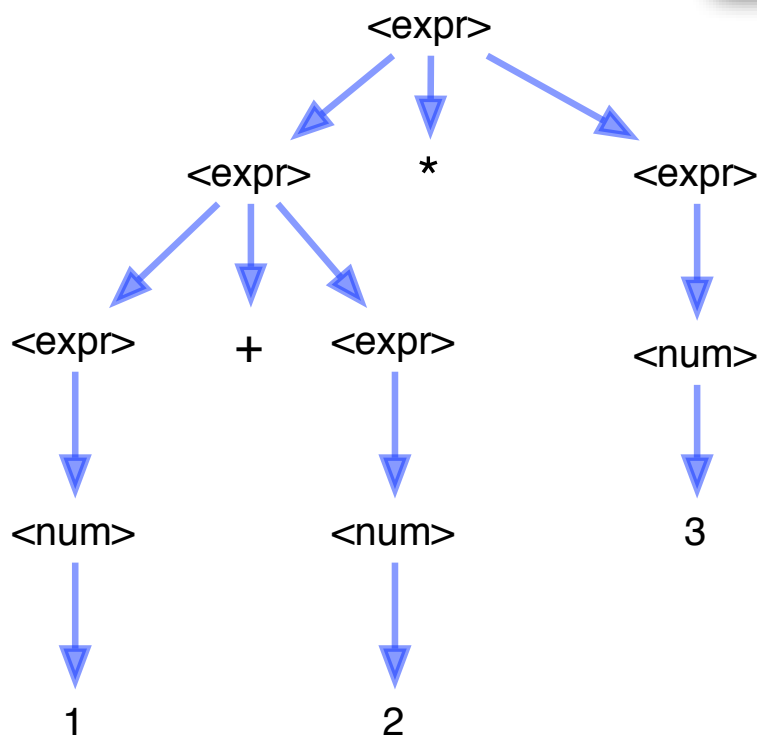 <expr>
<expr> * <expr>
<expr> + <expr> <num>
<num> <num> 3
1 2